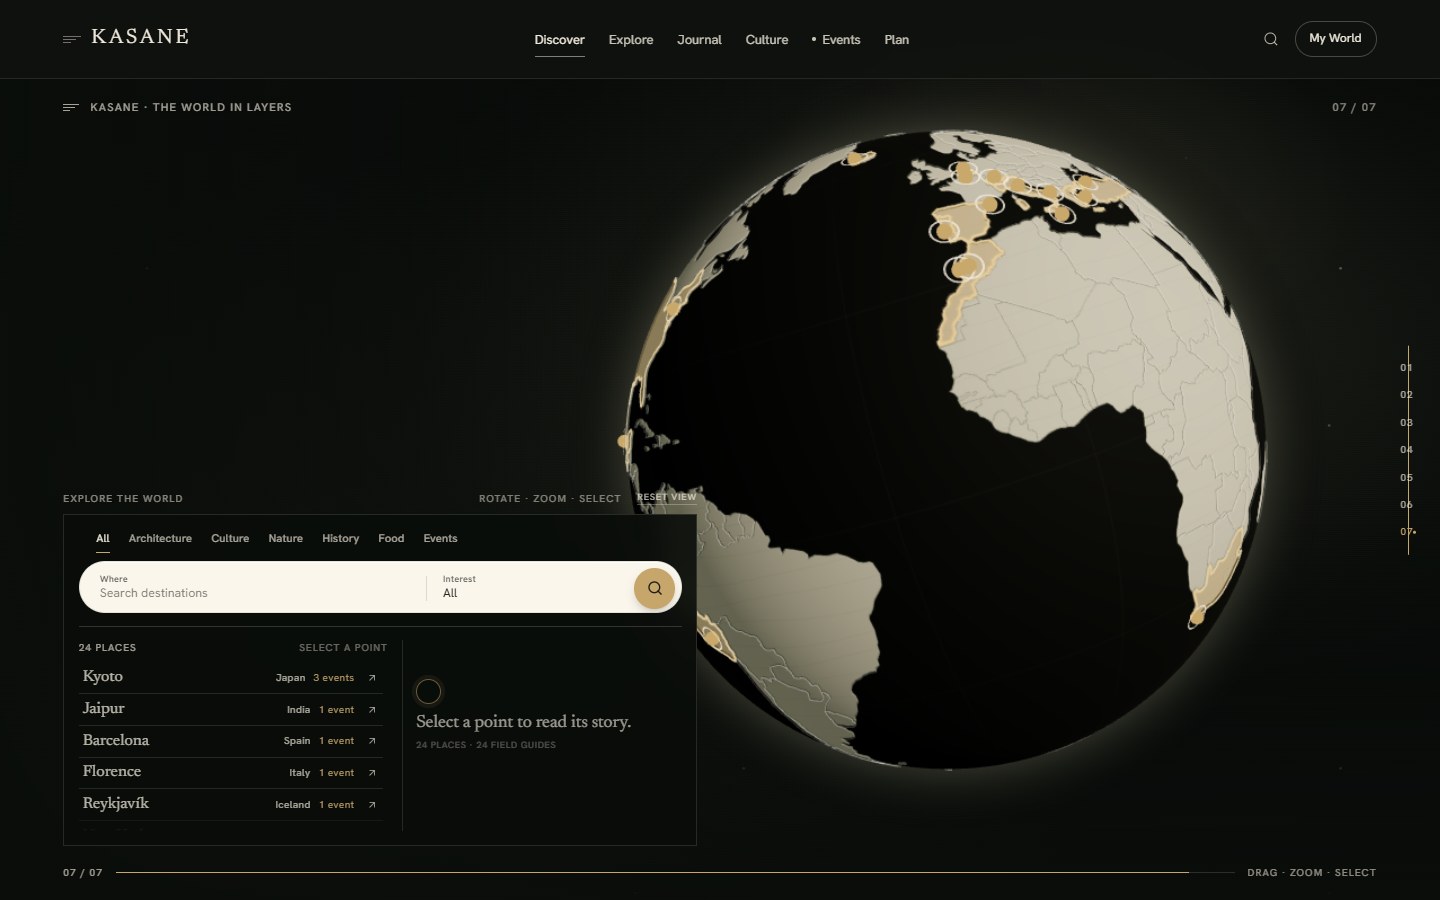 KASANE
Discover
Explore
Journal
Culture
• Events
Plan
My World
KASANE · THE WORLD IN LAYERS
07 / 07
01
02
03
04
05
06
07
EXPLORE THE WORLD
ROTATE · ZOOM · SELECT
RESET VIEW
All
Architecture
Culture
Nature
History
Food
Events
Where
Search destinations
Interest
All
24 PLACES
SELECT A POINT
Kyoto Japan 3 events
Jaipur India 1 event
Barcelona Spain 1 event
Florence Italy 1 event
Reykjavík Iceland 1 event
Select a point to read its story.
24 PLACES · 24 FIELD GUIDES
07 / 07
DRAG · ZOOM · SELECT